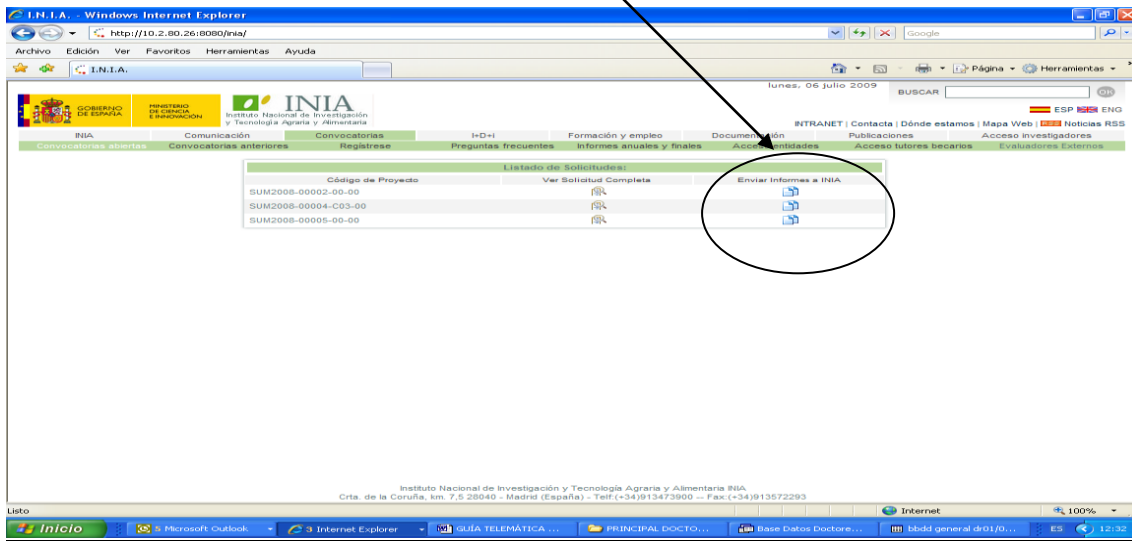 I.N.I.A. - Windows Internet Explorer
http://10.2.80.26:8080/inia/
Google
Archivo Edición Ver Favoritos Herramientas Ayuda
I.N.I.A.
Página
Herramientas
lunes, 06 julio 2009
BUSCAR
OK
GOBIERNO DE ESPAÑA
MINISTERIO DE CIENCIA E INNOVACIÓN
INIA
Instituto Nacional de Investigación
y Tecnología Agraria y Alimentaria
ESP ENG
INTRANET | Contacta | Dónde estamos | Mapa Web | Noticias RSS
INIA Comunicación Convocatorias I+D+i Formación y empleo Documentación Publicaciones Acceso investigadores
Convocatorias abiertas Convocatorias anteriores Regístrese Preguntas frecuentes Informes anuales y finales Acceso entidades Acceso tutores becarios Evaluadores Externos
Listado de Solicitudes:
Código de Proyecto Ver Solicitud Completa Enviar Informes a INIA
SUM2008-00002-00-00
SUM2008-00004-C03-00
SUM2008-00005-00-00
Instituto Nacional de Investigación y Tecnología Agraria y Alimentaria INIA
Crta. de la Coruña, km. 7,5 28040 - Madrid (España) - Telf:(+34)913473900 -- Fax:(+34)913572293
Listo
Internet
100%
Inicio
5 Microsoft Outlook
3 Internet Explorer
GUÍA TELEMÁTICA ...
PRINCIPAL DOCTO...
Base Datos Doctore...
bbdd general dr01/0...
ES
12:32